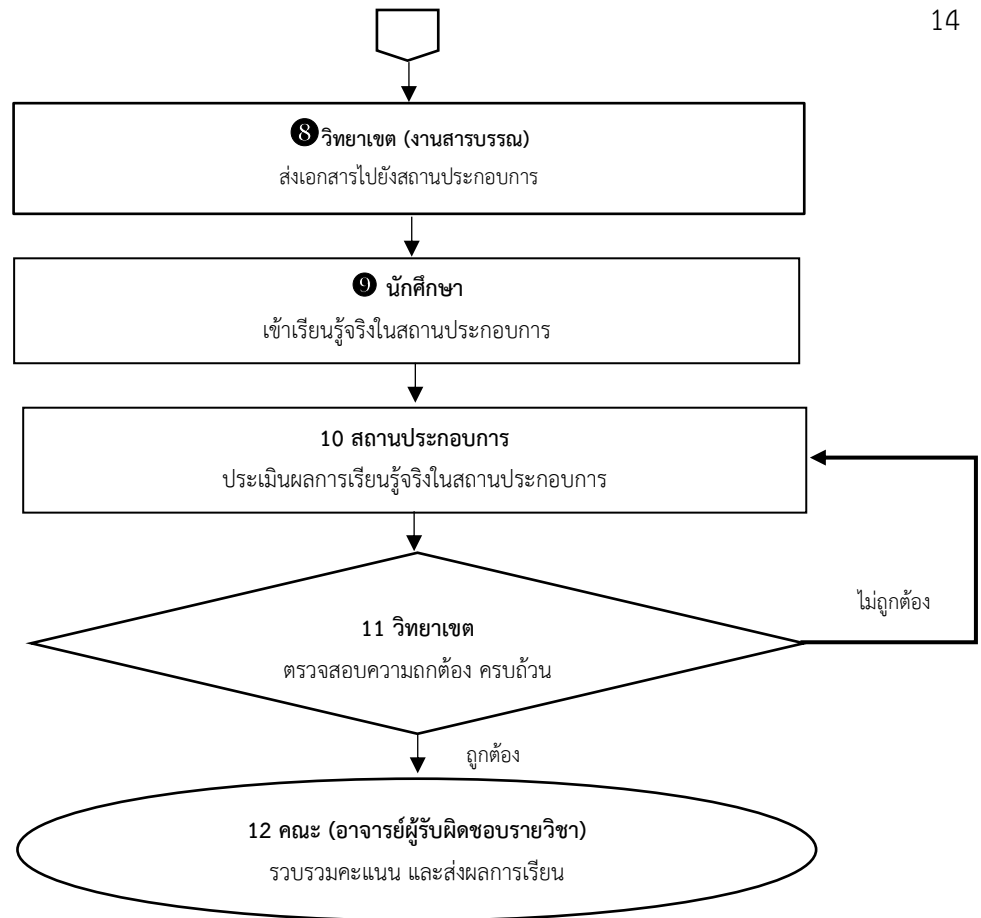 14
❽วิทยาเขต (งานสารบรรณ)
ส่งเอกสารไปยังสถานประกอบการ
❾ นักศึกษา
เข้าเรียนรู้จริงในสถานประกอบการ
10 สถานประกอบการ
ประเมินผลการเรียนรู้จริงในสถานประกอบการ
ไม่ถูกต้อง
11 วิทยาเขต
ตรวจสอบความถกต้อง ครบถ้วน
ถูกต้อง
12 คณะ (อาจารย์ผู้รับผิดชอบรายวิชา)
รวบรวมคะแนน และส่งผลการเรียน